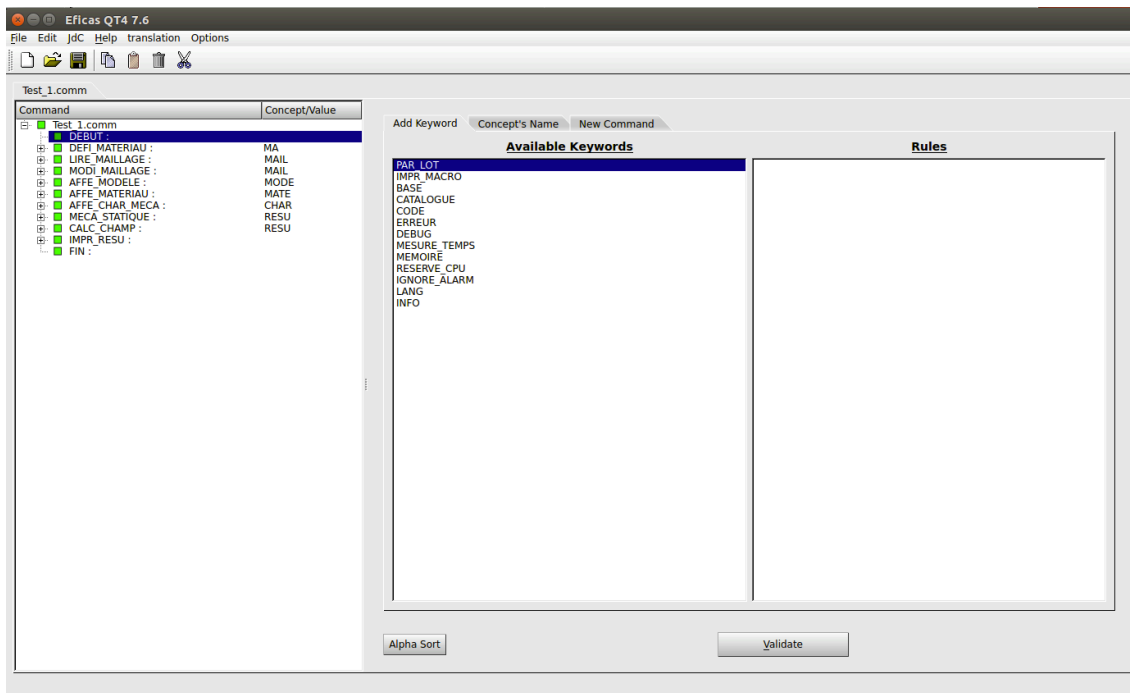 Eficas QT4 7.6
File Edit JdC Help translation Options
Test_1.comm
Command Concept/Value
Test_1.comm
DEBUT :
DEFI_MATERIAU : MA
LIRE_MAILLAGE : MAIL
MODI_MAILLAGE : MAIL
AFFE_MODELE : MODE
AFFE_MATERIAU : MATE
AFFE_CHAR_MECA : CHAR
MECA_STATIQUE : RESU
CALC_CHAMP : RESU
IMPR_RESU :
FIN :
Add Keyword Concept's Name New Command
Available Keywords Rules
PAR_LOT
IMPR_MACRO
BASE
CATALOGUE
CODE
ERREUR
DEBUG
MESURE_TEMPS
MEMOIRE
RESERVE_CPU
IGNORE_ALARM
LANG
INFO
Alpha Sort Validate